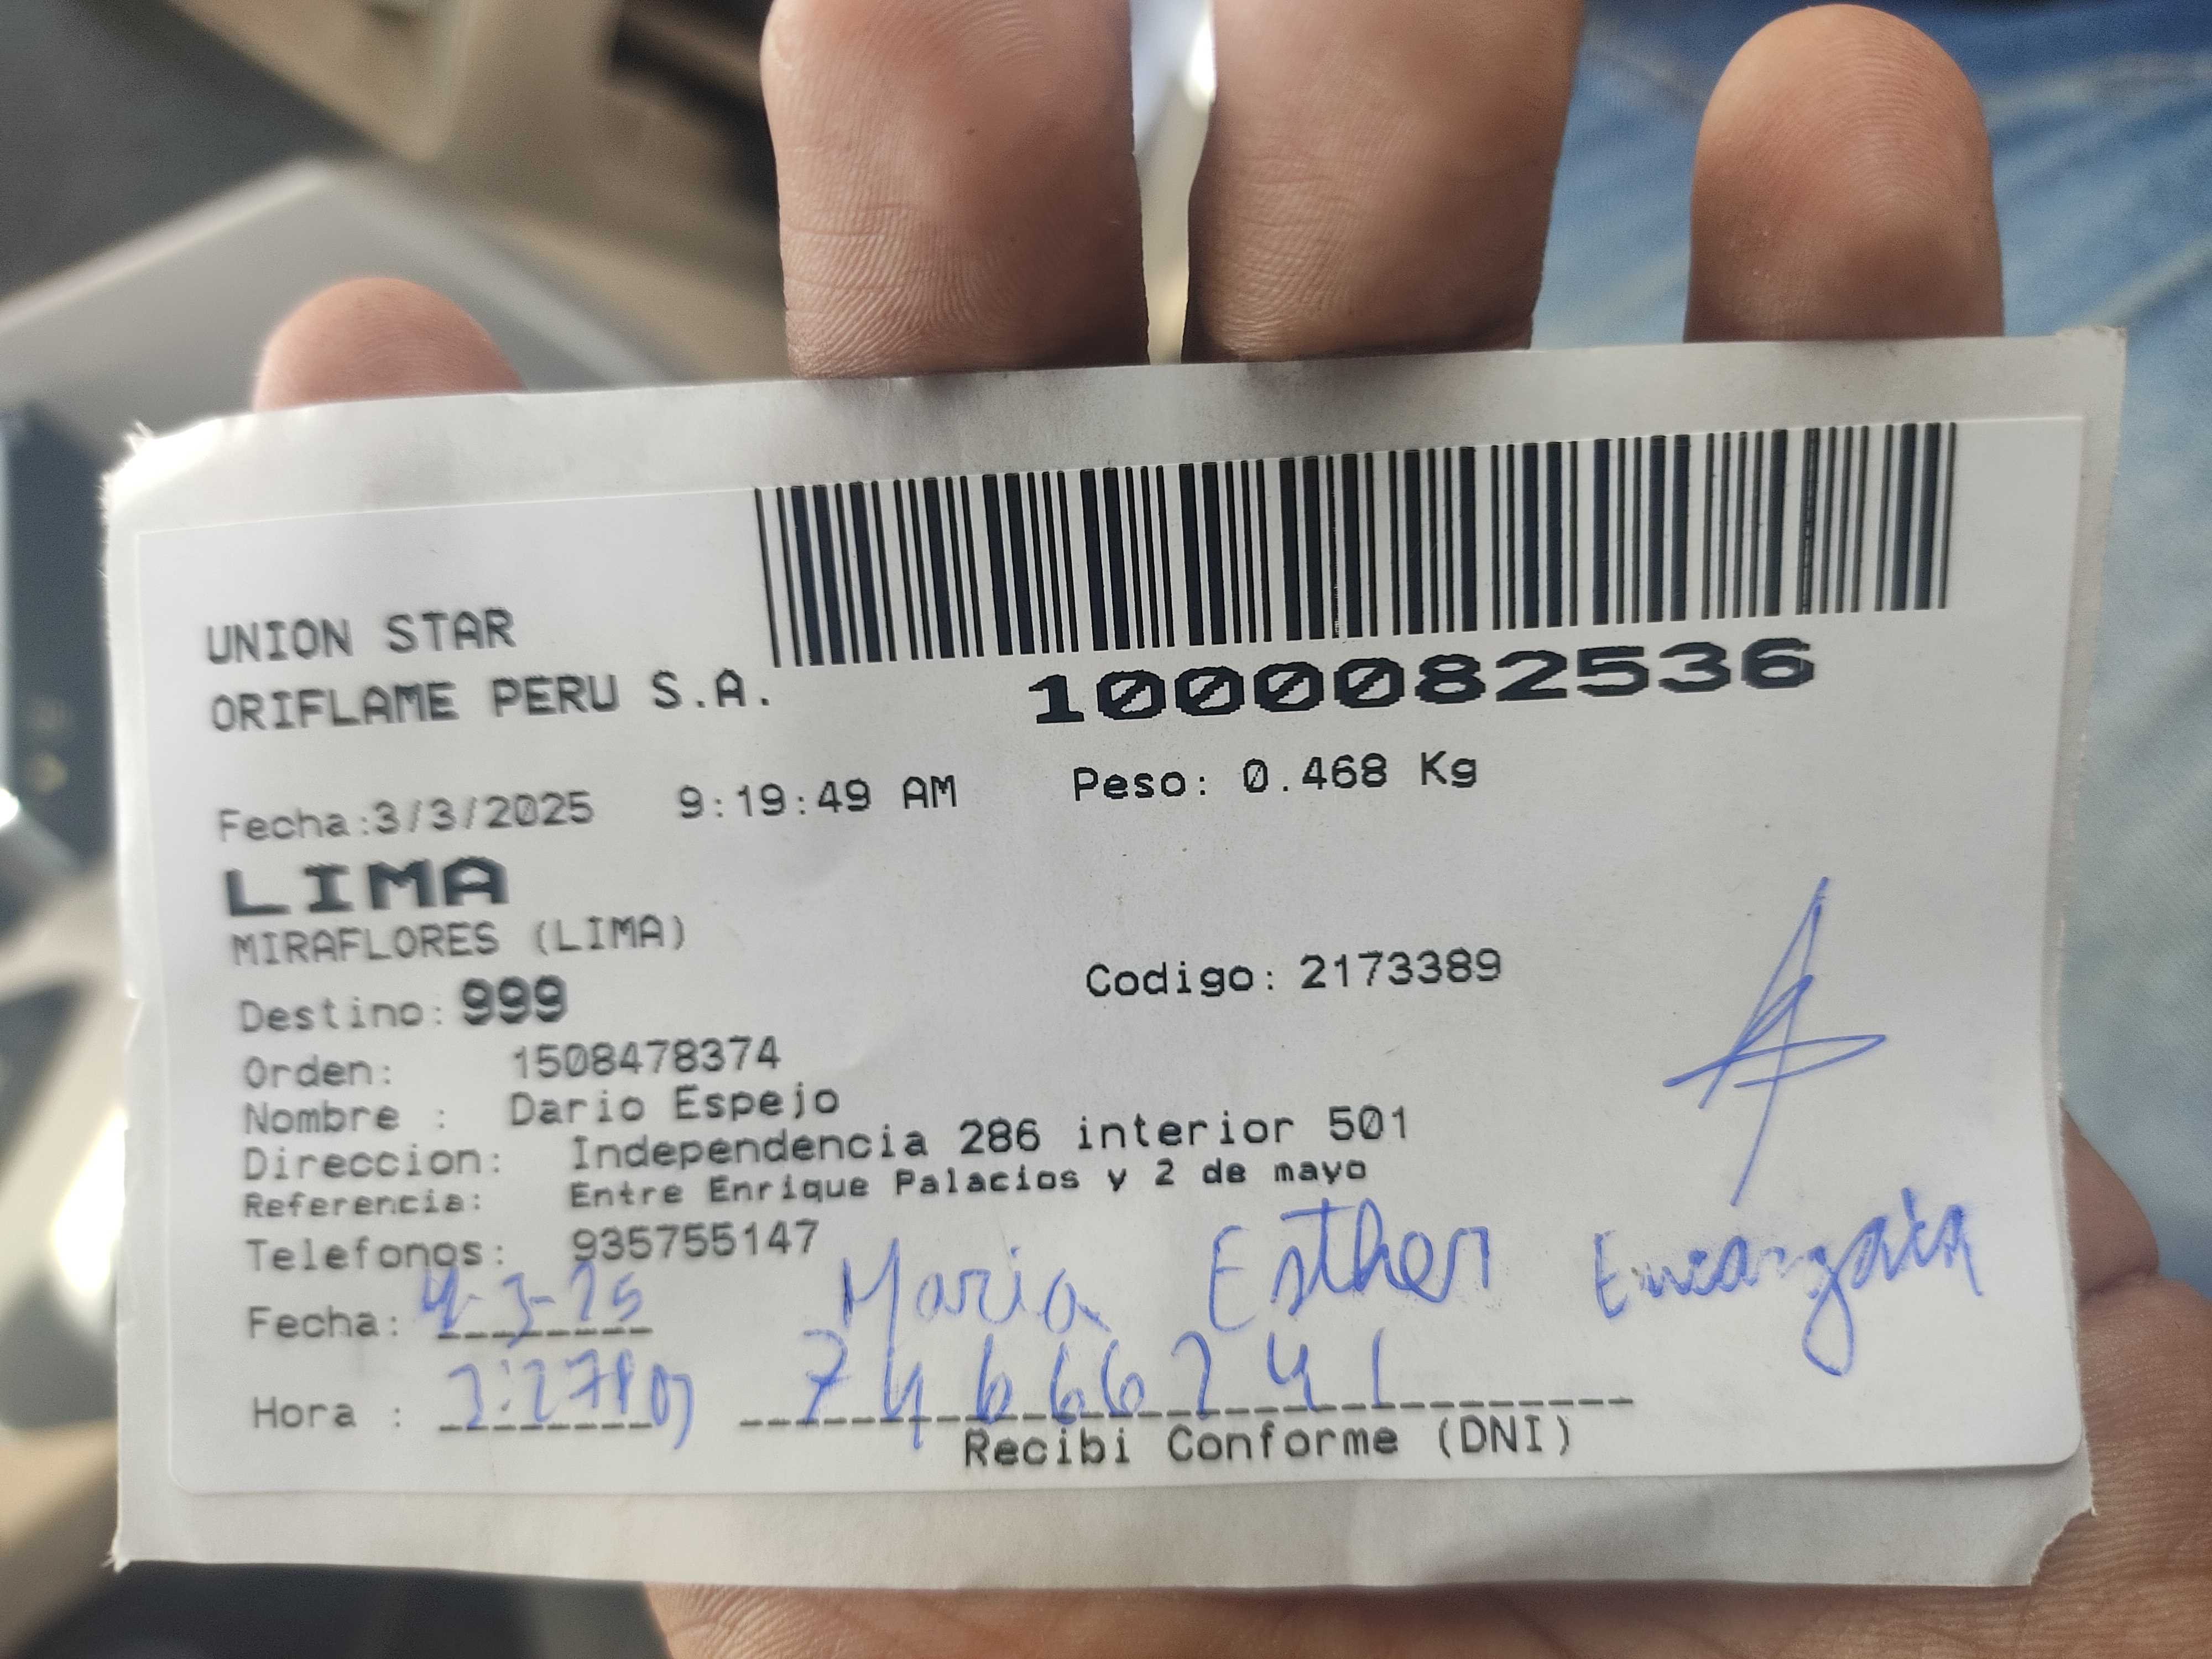 UNION STAR
ORIFLAME PERU S.A.
1000082536
Fecha:3/3/2025 9:19:49 AM Peso: 0.468 Kg
LIMA
MIRAFLORES (LIMA)
Destino: 999 Codigo: 2173389
Orden: 1508478374
Nombre : Dario Espejo
Direccion: Independencia 286 interior 501
Referencia: Entre Enrique Palacios y 2 de mayo
Telefonos: 935755147
Maria Esther Encargada
Fecha: 4-3-25
Hora : 74666241
Recibi Conforme (DNI)